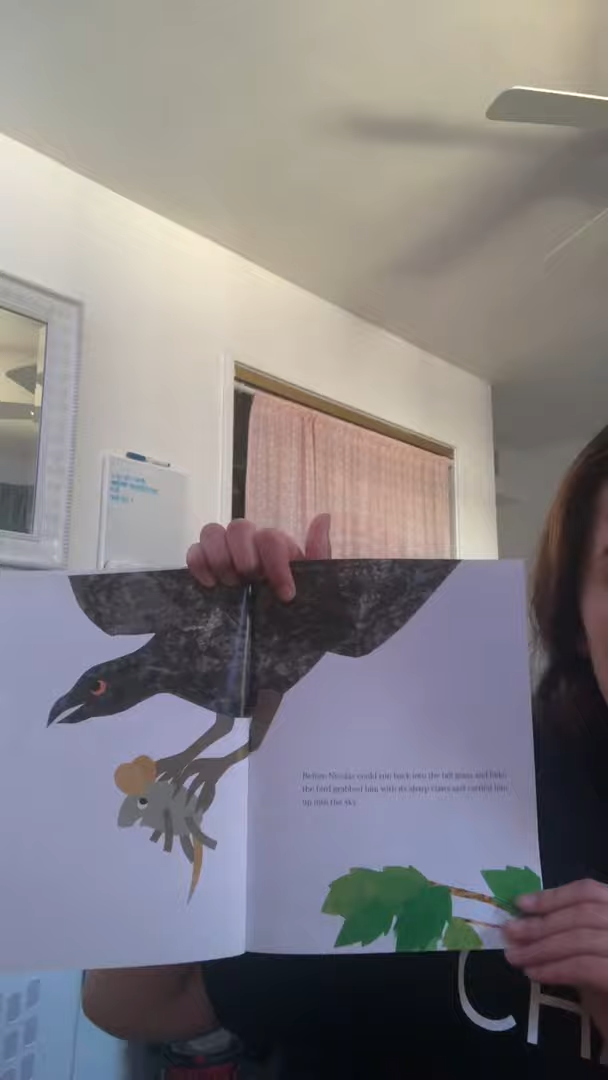 Before Nicolas could run back into the tall grass and hide,
the bird grabbed him with its sharp claws and carried him
up into the sky.
CH